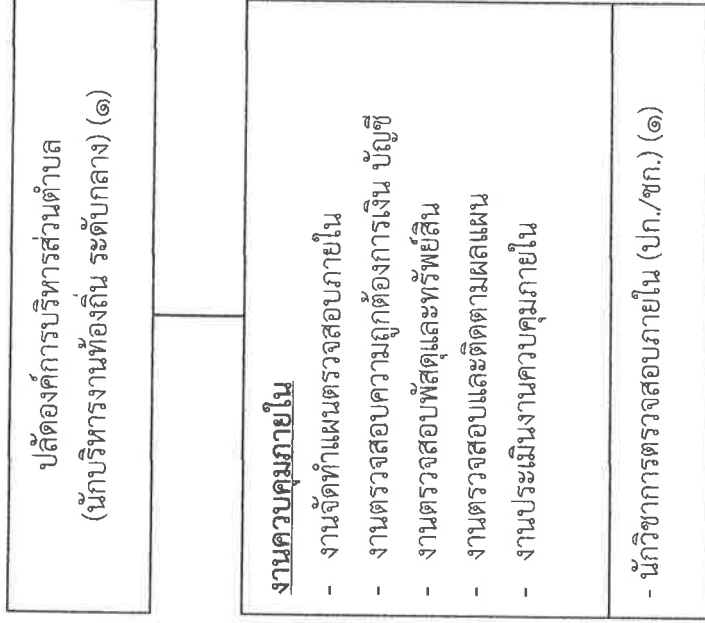 ปลัดองค์การบริหารส่วนตำบล
(นักบริหารงานท้องถิ่น ระดับกลาง) (๑)
งานควบคุมภายใน
- งานจัดทำแผนตรวจสอบภายใน
- งานตรวจสอบความถูกต้องการเงิน บัญชี
- งานตรวจสอบพัสดุและทรัพย์สิน
- งานตรวจสอบและติดตามผลแผน
- งานประเมินงานควบคุมภายใน
- นักวิชาการตรวจสอบภายใน (ปก./ชก.) (๑)